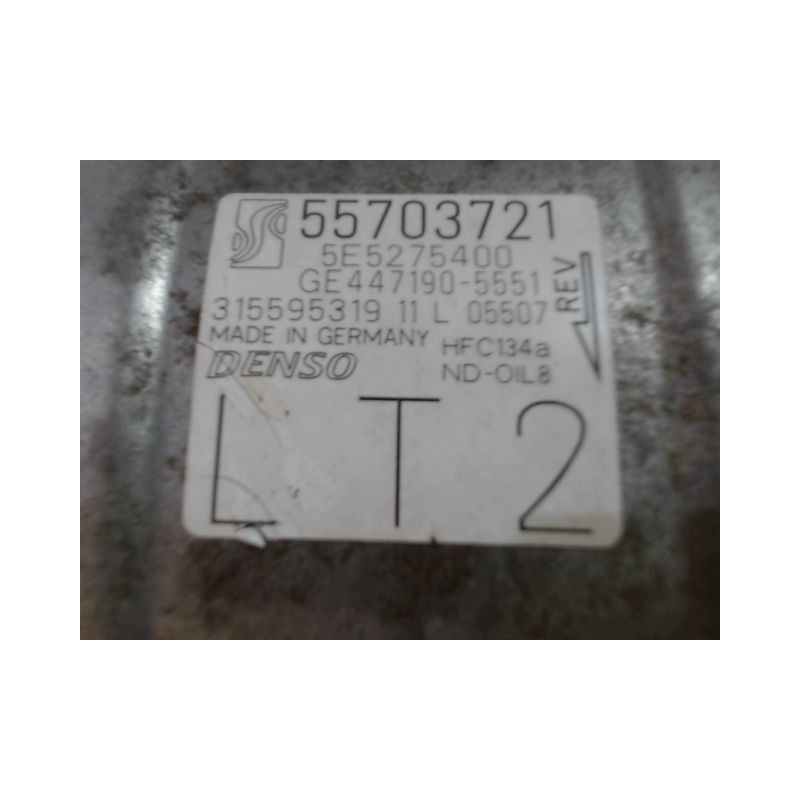 55703721
5E5275400
GE447190-5551
315595319 11 L 05507
REV
MADE IN GERMANY
DENSO
HFC134a
ND-OIL8
LT2